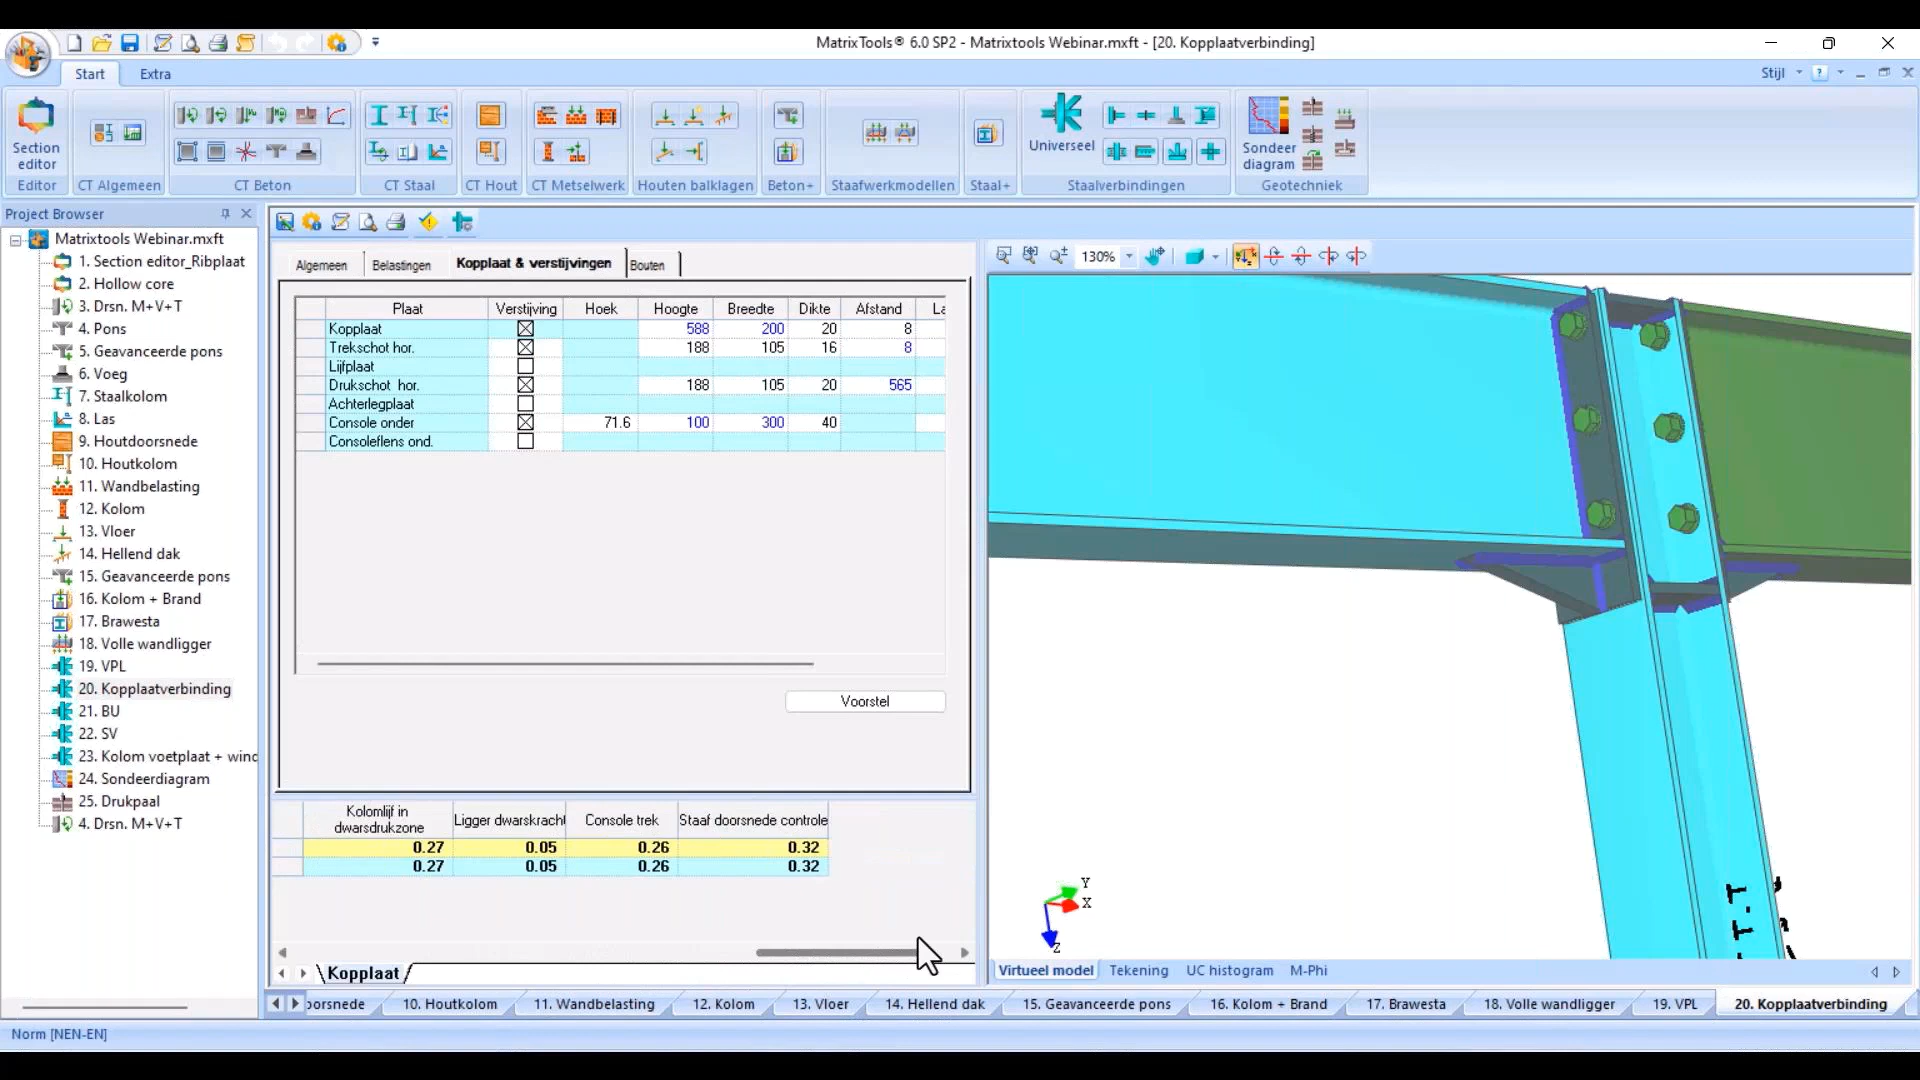 MatrixTools® 6.0 SP2 - Matrixtools Webinar.mxft - [20. Kopplaatverbinding]
Start Extra Stijl
Section editor
Universeel
Sondeer diagram
Editor CT Algemeen CT Beton CT Staal CT Hout CT Metselwerk Houten balklagen Beton+ Staafwerkmodellen Staal+ Staalverbindingen Geotechniek
Project Browser
Matrixtools Webinar.mxft
1. Section editor_Ribplaat
2. Hollow core
3. Drsn. M+V+T
4. Pons
5. Geavanceerde pons
6. Voeg
7. Staalkolom
8. Las
9. Houtdoorsnede
10. Houtkolom
11. Wandbelasting
12. Kolom
13. Vloer
14. Hellend dak
15. Geavanceerde pons
16. Kolom + Brand
17. Brawesta
18. Volle wandligger
19. VPL
20. Kopplaatverbinding
21. BU
22. SV
23. Kolom voetplaat + wind
24. Sondeerdiagram
25. Drukpaal
4. Drsn. M+V+T
130%
Algemeen Belastingen Kopplaat & verstijvingen Bouten
Plaat Verstijving Hoek Hoogte Breedte Dikte Afstand La
Kopplaat 588 200 20 8
Trekschot hor. 188 105 16 8
Lijfplaat
Drukschot hor. 188 105 20 565
Achterlegplaat
Console onder 71.6 100 300 40
Consoleflens ond.
Voorstel
Kolomlijf in dwarsdrukzone Ligger dwarskracht Console trek Staaf doorsnede controle
0.27 0.05 0.26 0.32
0.27 0.05 0.26 0.32
Kopplaat
Y
X
Z
Virtueel model Tekening UC histogram M-Phi
oorsnede 10. Houtkolom 11. Wandbelasting 12. Kolom 13. Vloer 14. Hellend dak 15. Geavanceerde pons 16. Kolom + Brand 17. Brawesta 18. Volle wandligger 19. VPL 20. Kopplaatverbinding
Norm [NEN-EN]